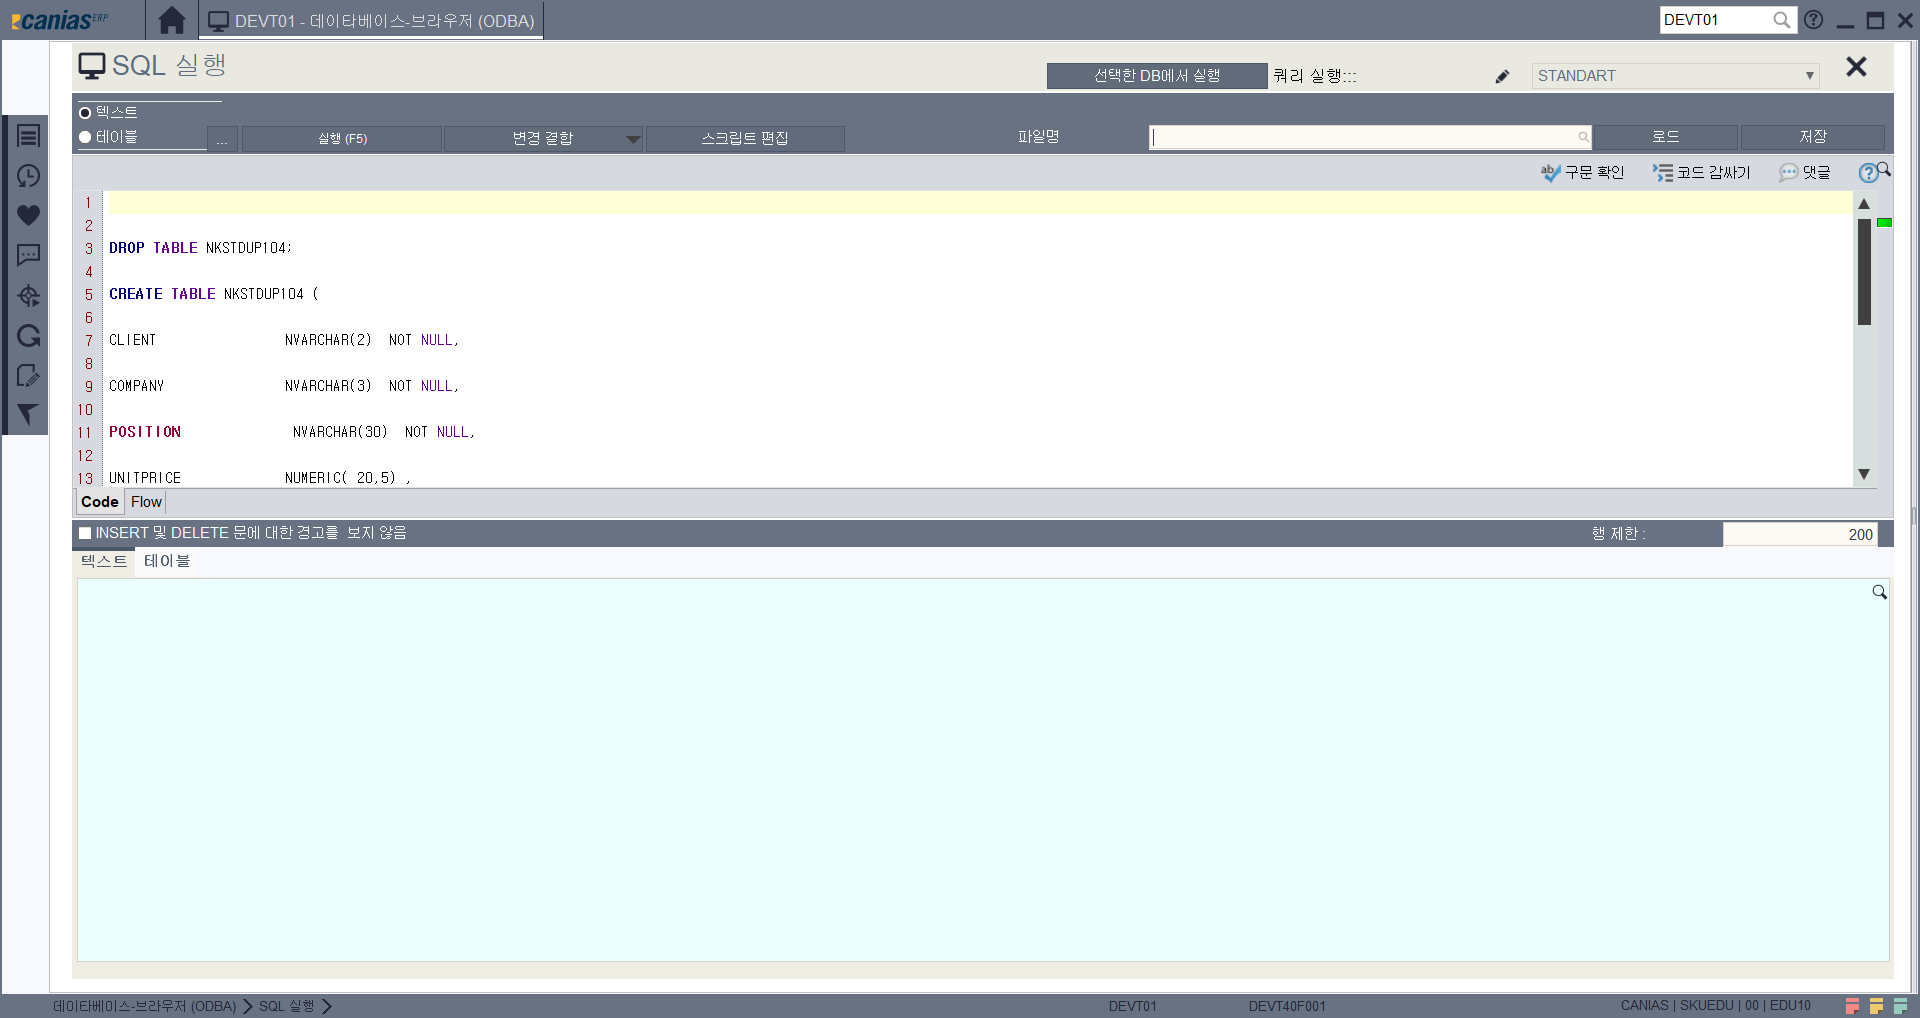 canias ERP
DEVT01 - 데이타베이스-브라우저 (ODBA)
DEVT01
SQL 실행
선택한 DB에서 실행
쿼리 실행:::
STANDART
텍스트
테이블
...
실행 (F5)
변경 결합
스크립트 편집
파일명
로드
저장
구문 확인
코드 감싸기
댓글
1
2
3 DROP TABLE NKSTDUP104;
4
5 CREATE TABLE NKSTDUP104 (
6
7 CLIENT NVARCHAR(2) NOT NULL,
8
9 COMPANY NVARCHAR(3) NOT NULL,
10
11 POSITION NVARCHAR(30) NOT NULL,
12
13 UNITPRICE NUMERIC( 20,5) ,
Code Flow
INSERT 및 DELETE 문에 대한 경고를 보지 않음
행 제한 :
200
텍스트 테이블
데이타베이스-브라우저 (ODBA) SQL 실행
DEVT01
DEVT40F001
CANIAS | SKUEDU | 00 | EDU10